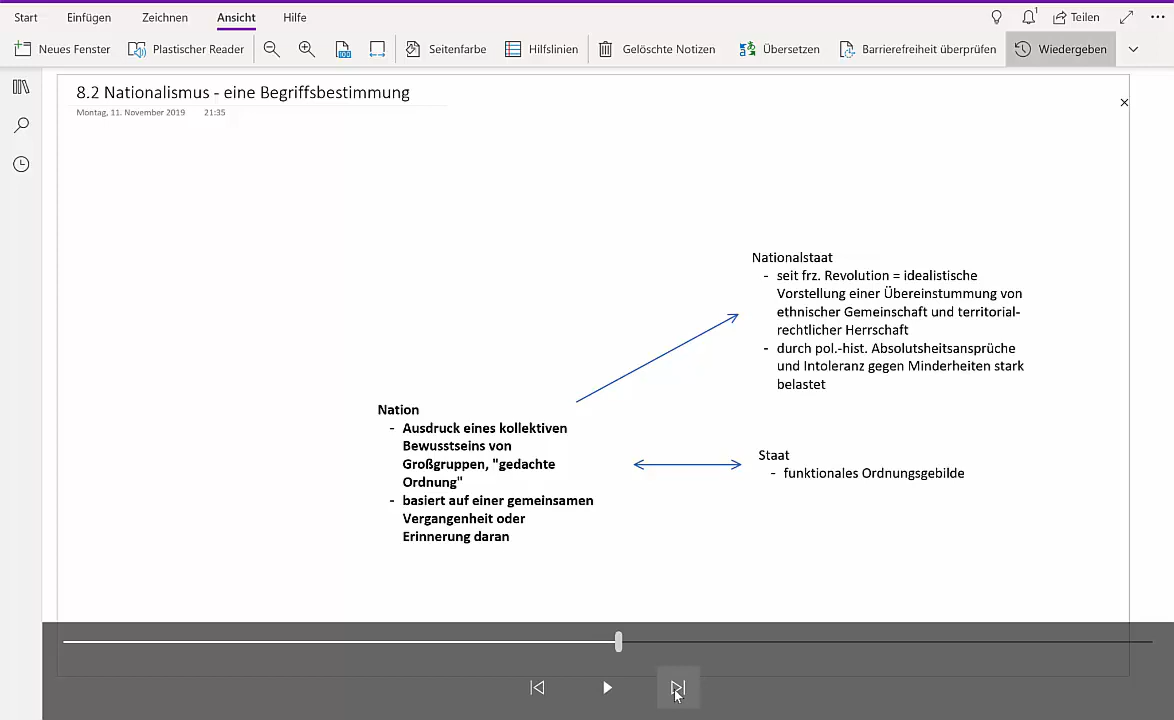 Start Einfügen Zeichnen Ansicht Hilfe 1 Teilen
Neues Fenster Plastischer Reader Seitenfarbe Hilfslinien Gelöschte Notizen Übersetzen Barrierefreiheit überprüfen Wiedergeben
8.2 Nationalismus - eine Begriffsbestimmung
Montag, 11. November 2019 21:35
Nationalstaat
- seit frz. Revolution = idealistische
Vorstellung einer Übereinstummung von
ethnischer Gemeinschaft und territorial-
rechtlicher Herrschaft
- durch pol.-hist. Absolutsheitsansprüche
und Intoleranz gegen Minderheiten stark
belastet
Nation
- Ausdruck eines kollektiven
Bewusstseins von
Großgruppen, "gedachte
Ordnung"
- basiert auf einer gemeinsamen
Vergangenheit oder
Erinnerung daran
Staat
- funktionales Ordnungsgebilde